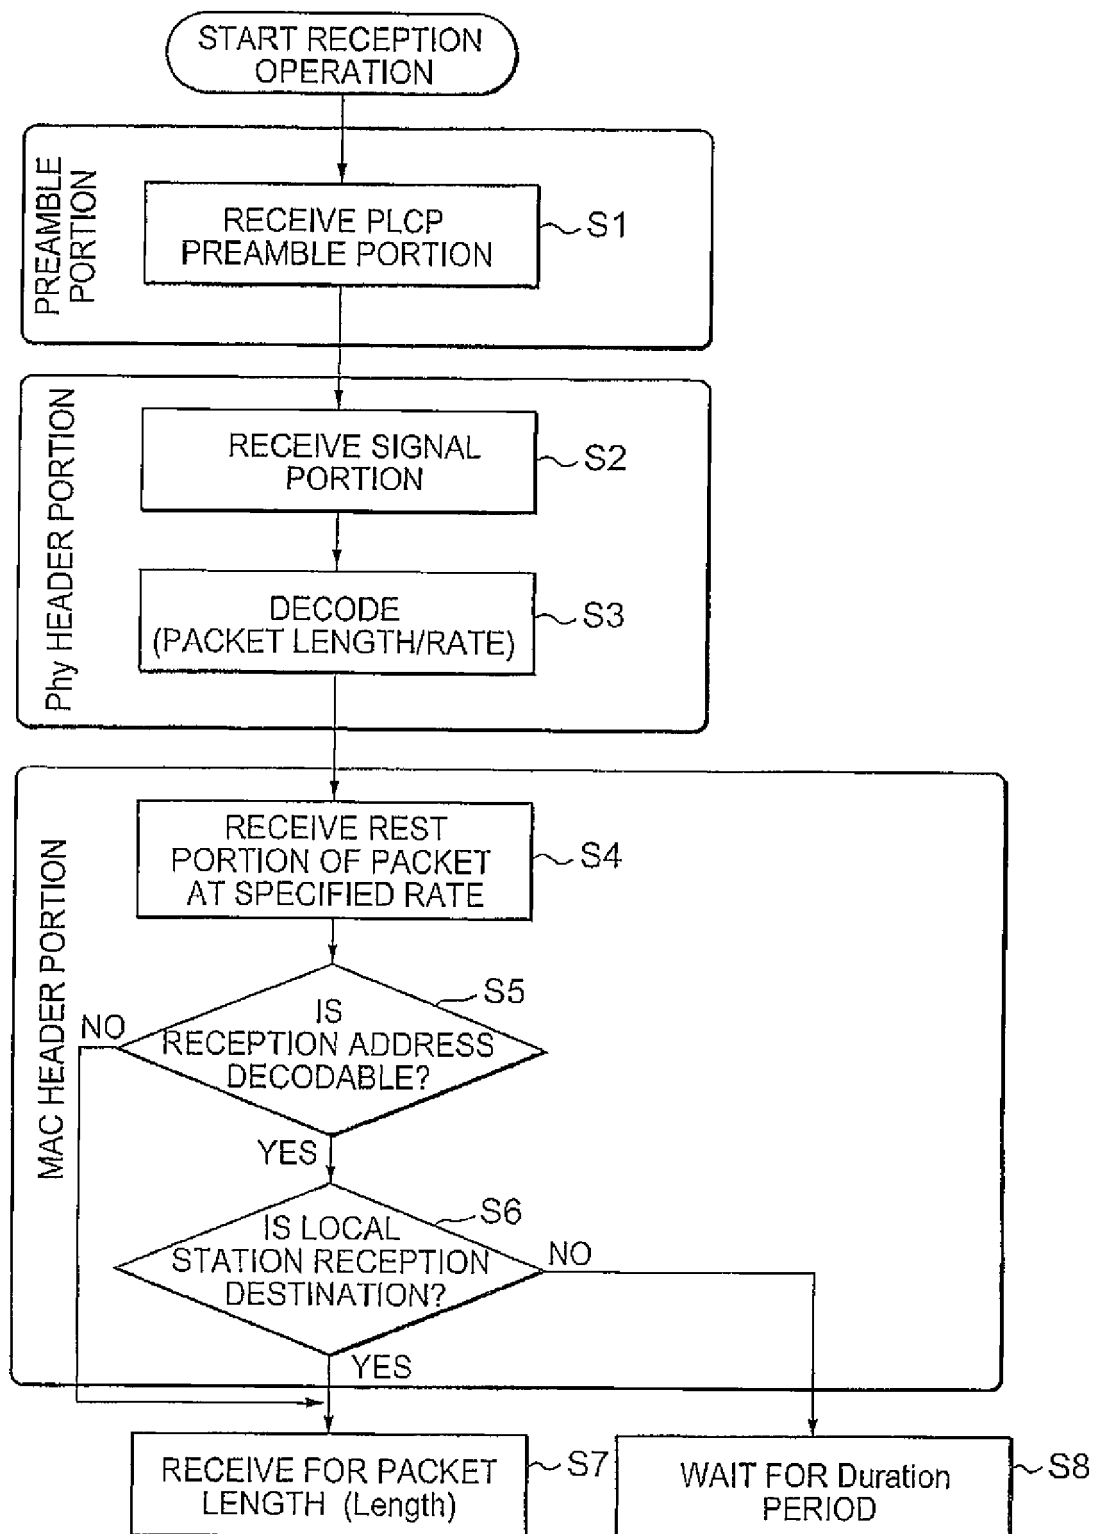 START RECEPTION
OPERATION
PREAMBLE
PORTION
RECEIVE PLCP
PREAMBLE PORTION
S1
Phy HEADER PORTION
RECEIVE SIGNAL
PORTION
S2
DECODE
(PACKET LENGTH/RATE)
S3
MAC HEADER PORTION
RECEIVE REST
PORTION OF PACKET
AT SPECIFIED RATE
S4
S5
IS
RECEPTION ADDRESS
DECODABLE?
NO
YES
S6
IS LOCAL
STATION RECEPTION
DESTINATION?
NO
YES
RECEIVE FOR PACKET
LENGTH (Length)
S7
WAIT FOR Duration
PERIOD
S8